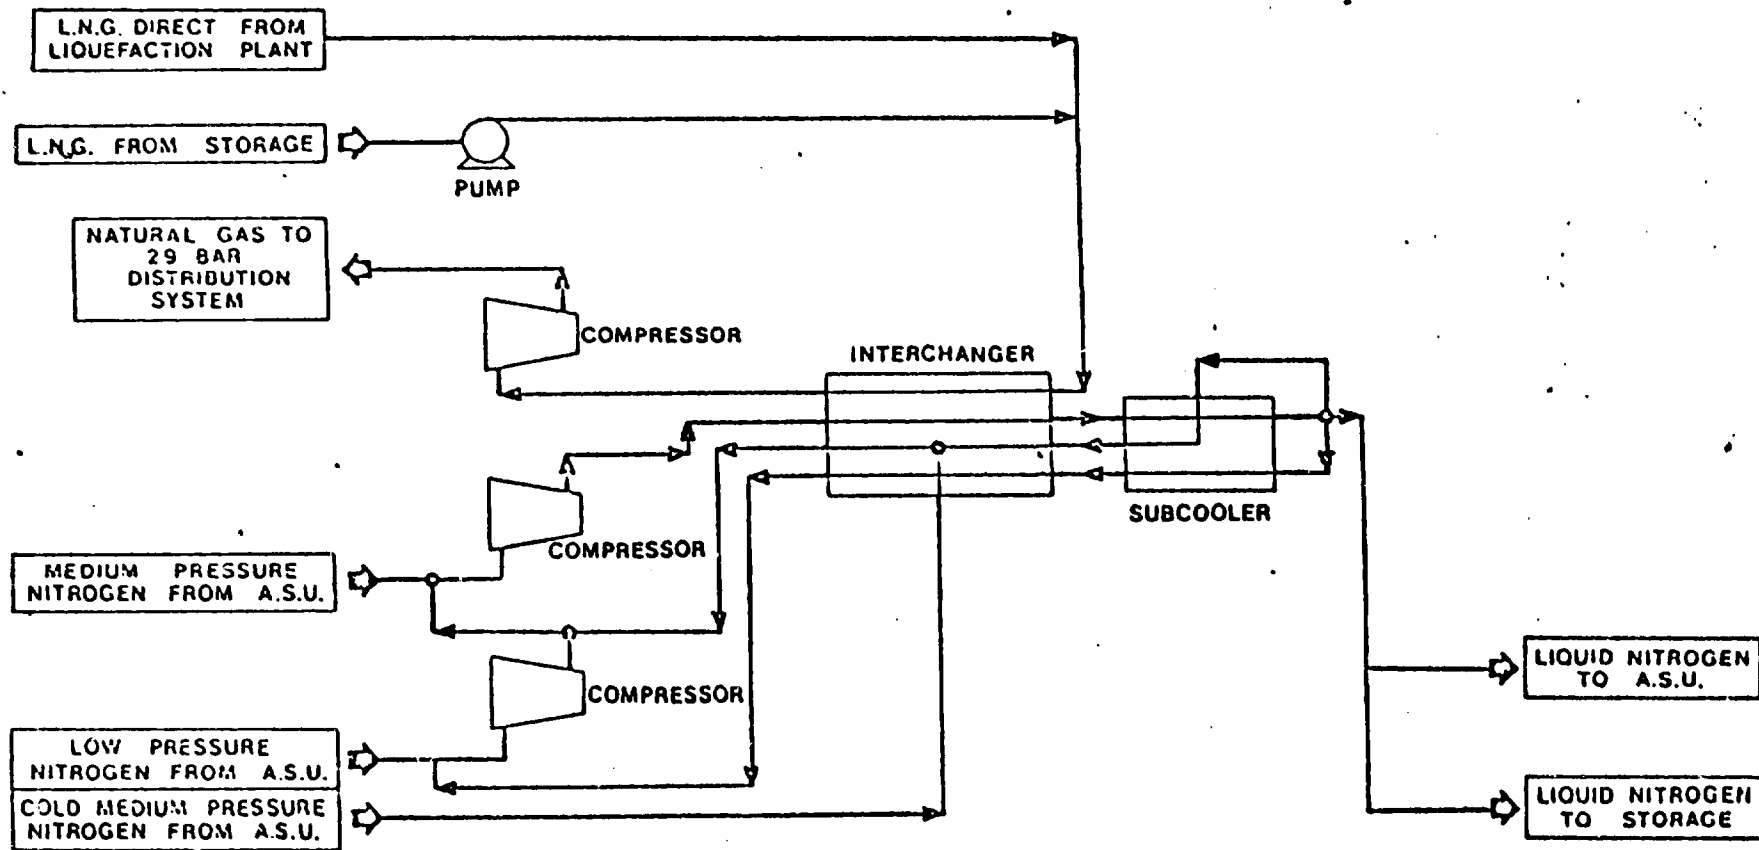 L.N.G. DIRECT FROM
LIQUEFACTION PLANT
L.N.G. FROM STORAGE
PUMP
NATURAL GAS TO
29 BAR
DISTRIBUTION
SYSTEM
COMPRESSOR
INTERCHANGER
SUBCOOLER
COMPRESSOR
MEDIUM PRESSURE
NITROGEN FROM A.S.U.
COMPRESSOR
LOW PRESSURE
NITROGEN FROM A.S.U.
COLD MEDIUM PRESSURE
NITROGEN FROM A.S.U.
LIQUID NITROGEN
TO A.S.U.
LIQUID NITROGEN
TO STORAGE